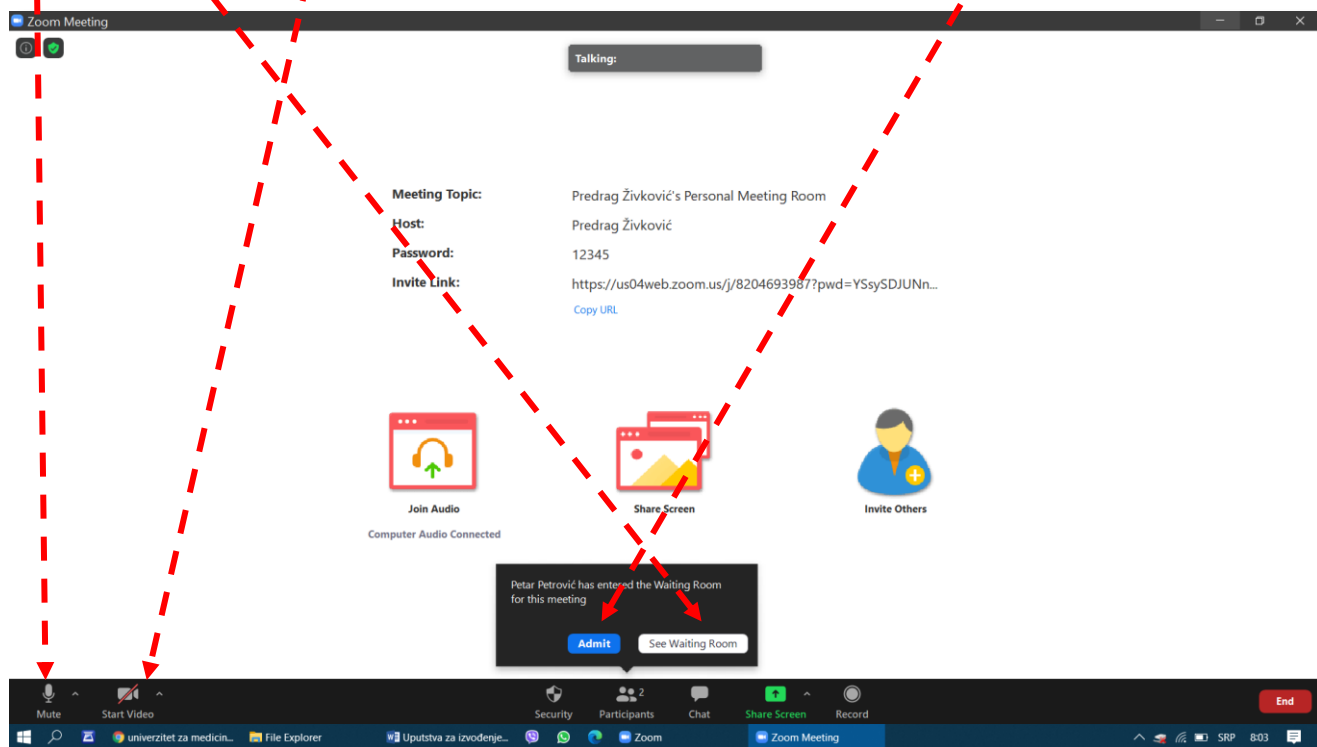 Zoom Meeting
Talking:
Meeting Topic: Predrag Živković's Personal Meeting Room
Host: Predrag Živković
Password: 12345
Invite Link: https://us04web.zoom.us/j/8204693987?pwd=YSsySDJUNn...
Copy URL
Join Audio Share Screen Invite Others
Computer Audio Connected
Petar Petrović has entered the Waiting Room
for this meeting
Admit See Waiting Room
2
Mute Start Video Security Participants Chat Share Screen Record End
univerzitet za medicin... File Explorer Uputstva za izvođenje... Zoom Zoom Meeting SRP 8:03